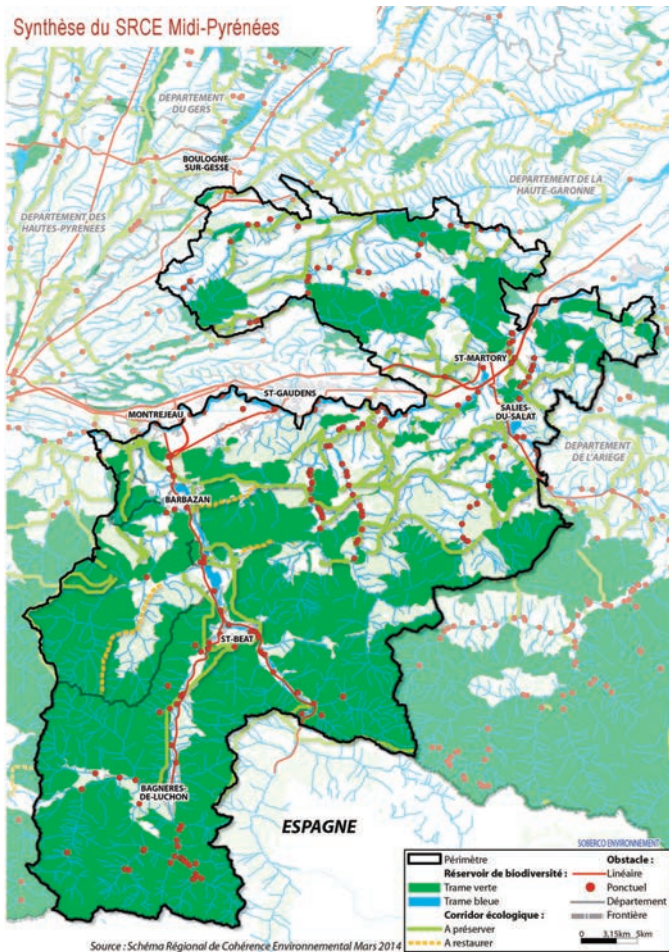 Synthèse du SRCE Midi-Pyrénées
DEPARTEMENT
DU GERS
BOULOGNE-
SUR-GESSE
DEPARTEMENT DE LA
HAUTE-GARONNE
DEPARTEMENT DES
HAUTES-PYRENEES
ST-MARTORY
ST-GAUDENS
MONTREJEAU
SALIES-
DU-SALAT
DEPARTEMENT
DE L'ARIEGE
BARBAZAN
ST-BEAT
BAGNERES-
DE-LUCHON
ESPAGNE
SOBERCO ENVIRONNEMENT
Périmètre
Réservoir de biodiversité :
Trame verte
Trame bleue
Corridor écologique :
A préserver
A restaurer
Obstacle :
Linéaire
Ponctuel
Département
Frontière
0 3,15km 5km
Source : Schéma Régional de Cohérence Environnemental Mars 2014